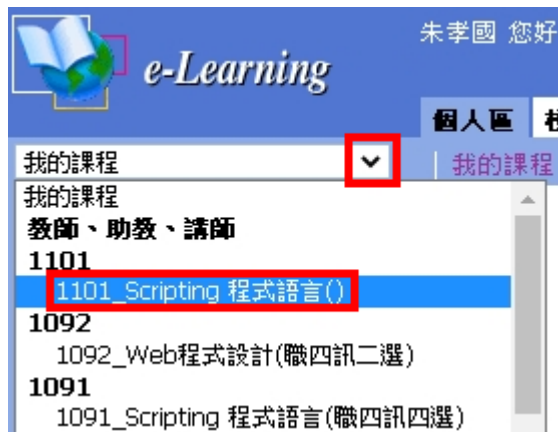 朱孝國 您好
e-Learning
個人區
我的課程
我的課程
我的課程
教師、助教、講師
1101
1101_Scripting 程式語言()
1092
1092_Web程式設計(職四訊二選)
1091
1091_Scripting 程式語言(職四訊四選)